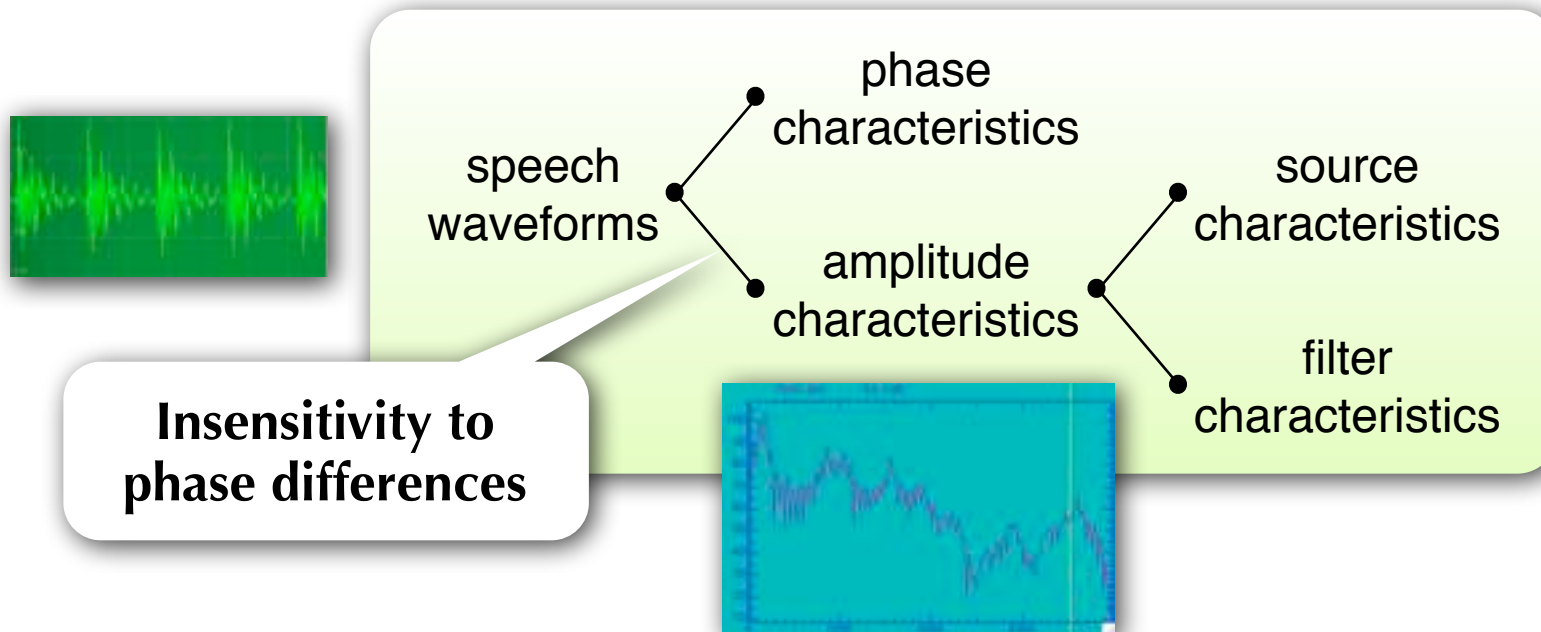 phase
characteristics
speech
waveforms
source
characteristics
amplitude
characteristics
filter
characteristics
Insensitivity to
phase differences